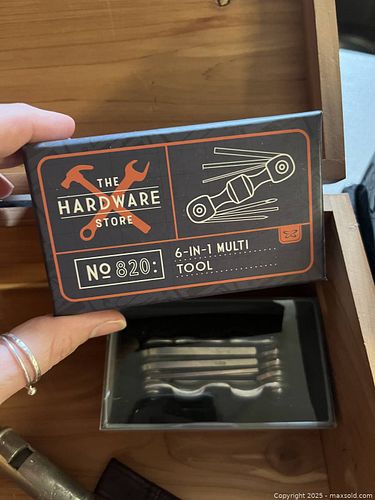 THE
HARDWARE
STORE
Nº 820:
6-IN-1 MULTI
TOOL
Copyright 2025 - maxsold.com